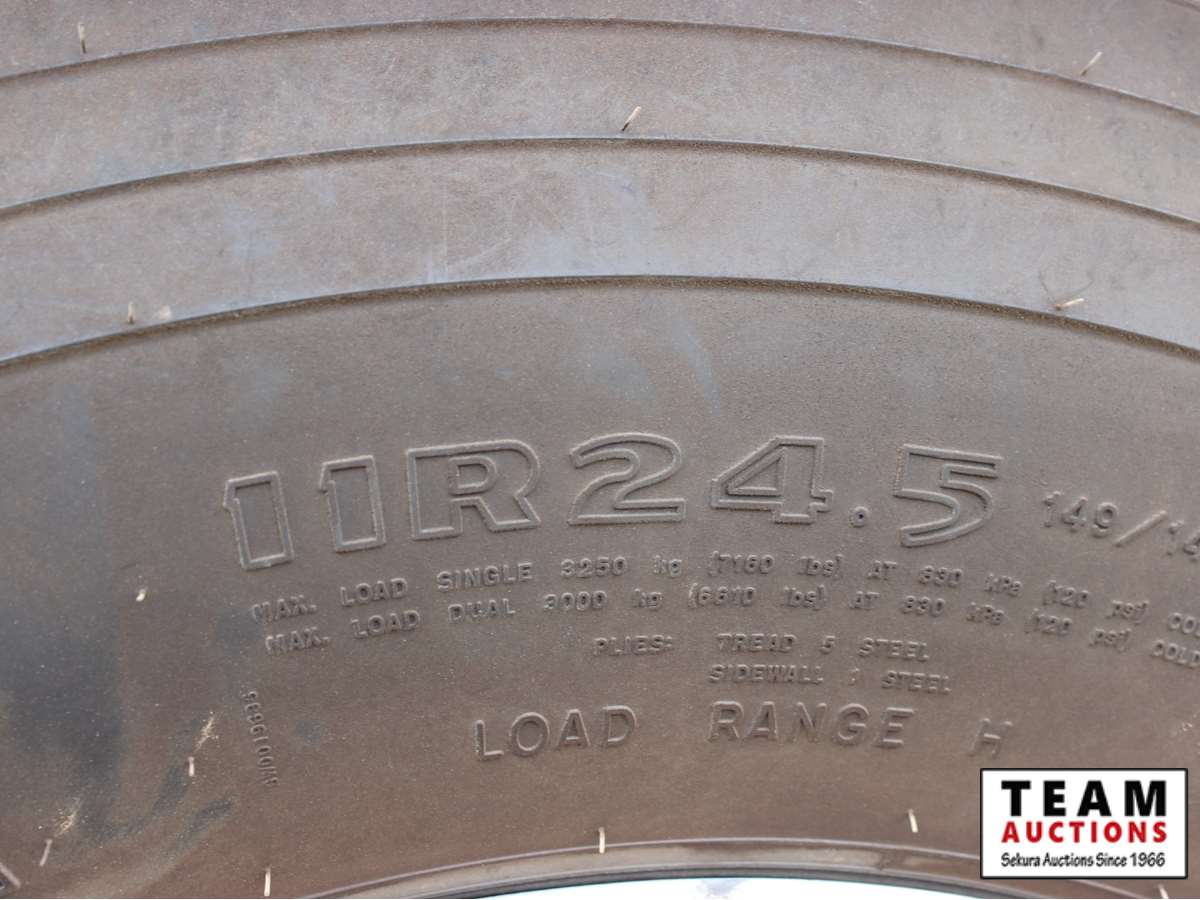 11R24.5 149/14
MAX. LOAD SINGLE 3250 kg (7160 lbs) AT 830 kPa (120 psi) CO
MAX. LOAD DUAL 3000 kg (6610 lbs) AT 830 kPa (120 psi) COLD
PLIES: TREAD 5 STEEL
SIDEWALL 1 STEEL
LOAD RANGE H
TEAM
AUCTIONS
Sekura Auctions Since 1966